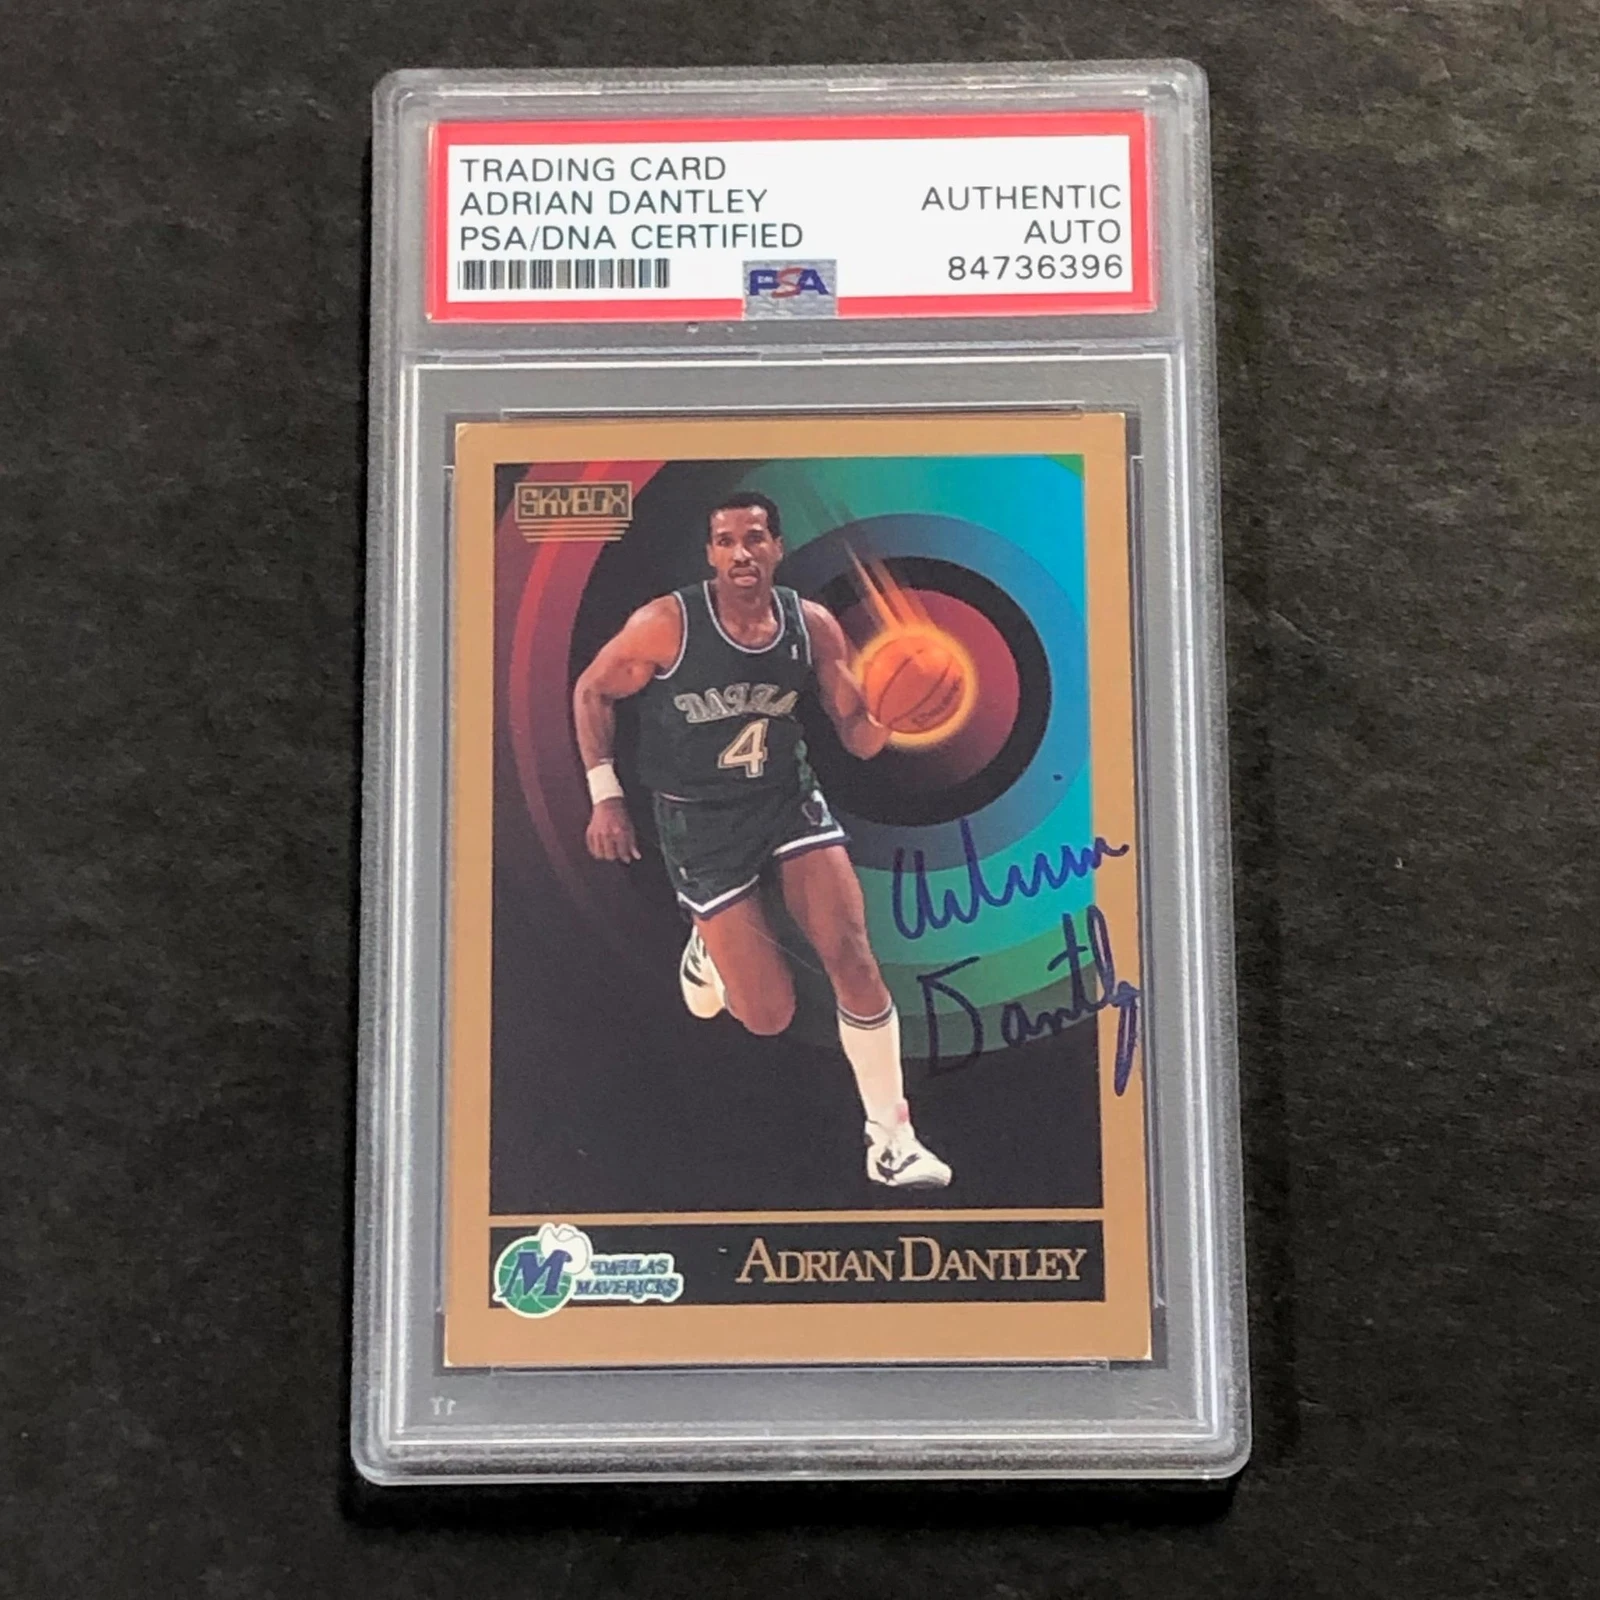 TRADING CARD
ADRIAN DANTLEY
PSA/DNA CERTIFIED
AUTHENTIC
AUTO
84736396
PSA
SKYBOX
DALLA
4
Adrian
Dantley
DALLAS
M
MAVERICKS
ADRIAN DANTLEY